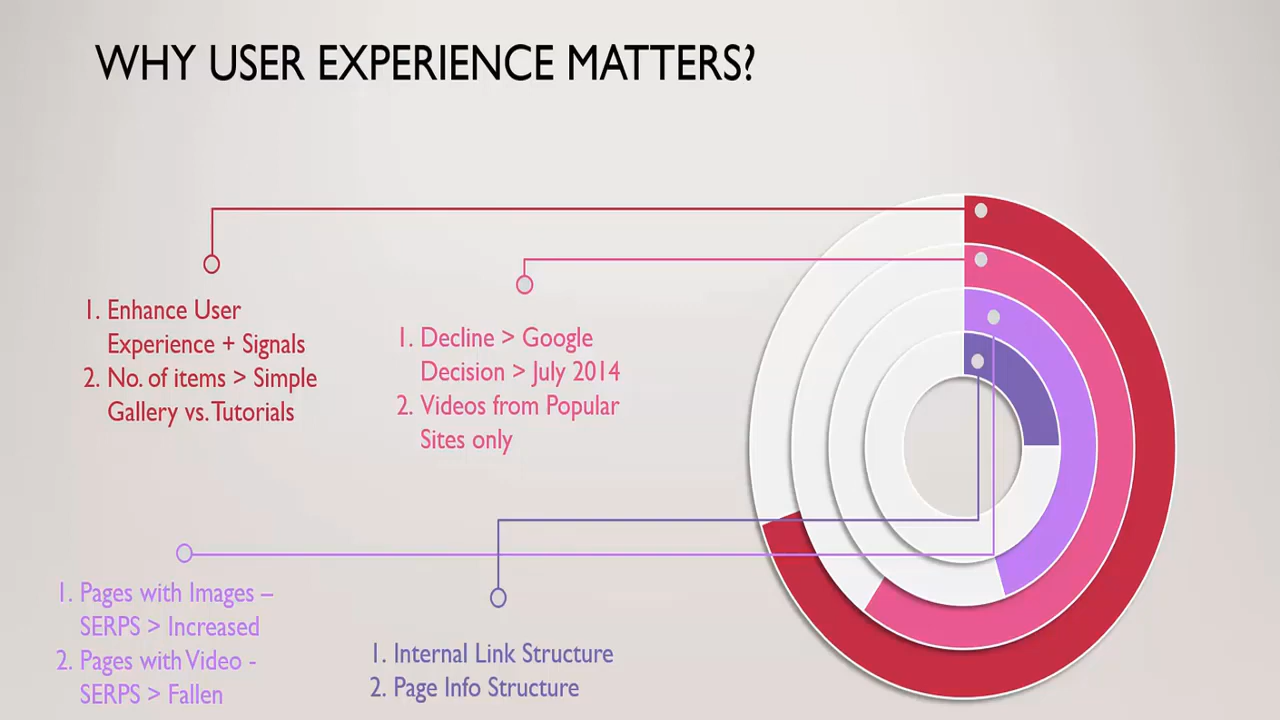 WHY USER EXPERIENCE MATTERS?
1. Enhance User
Experience + Signals
2. No. of items > Simple
Gallery vs. Tutorials
1. Decline > Google
Decision > July 2014
2. Videos from Popular
Sites only
1. Pages with Images –
SERPS > Increased
2. Pages with Video -
SERPS > Fallen
1. Internal Link Structure
2. Page Info Structure